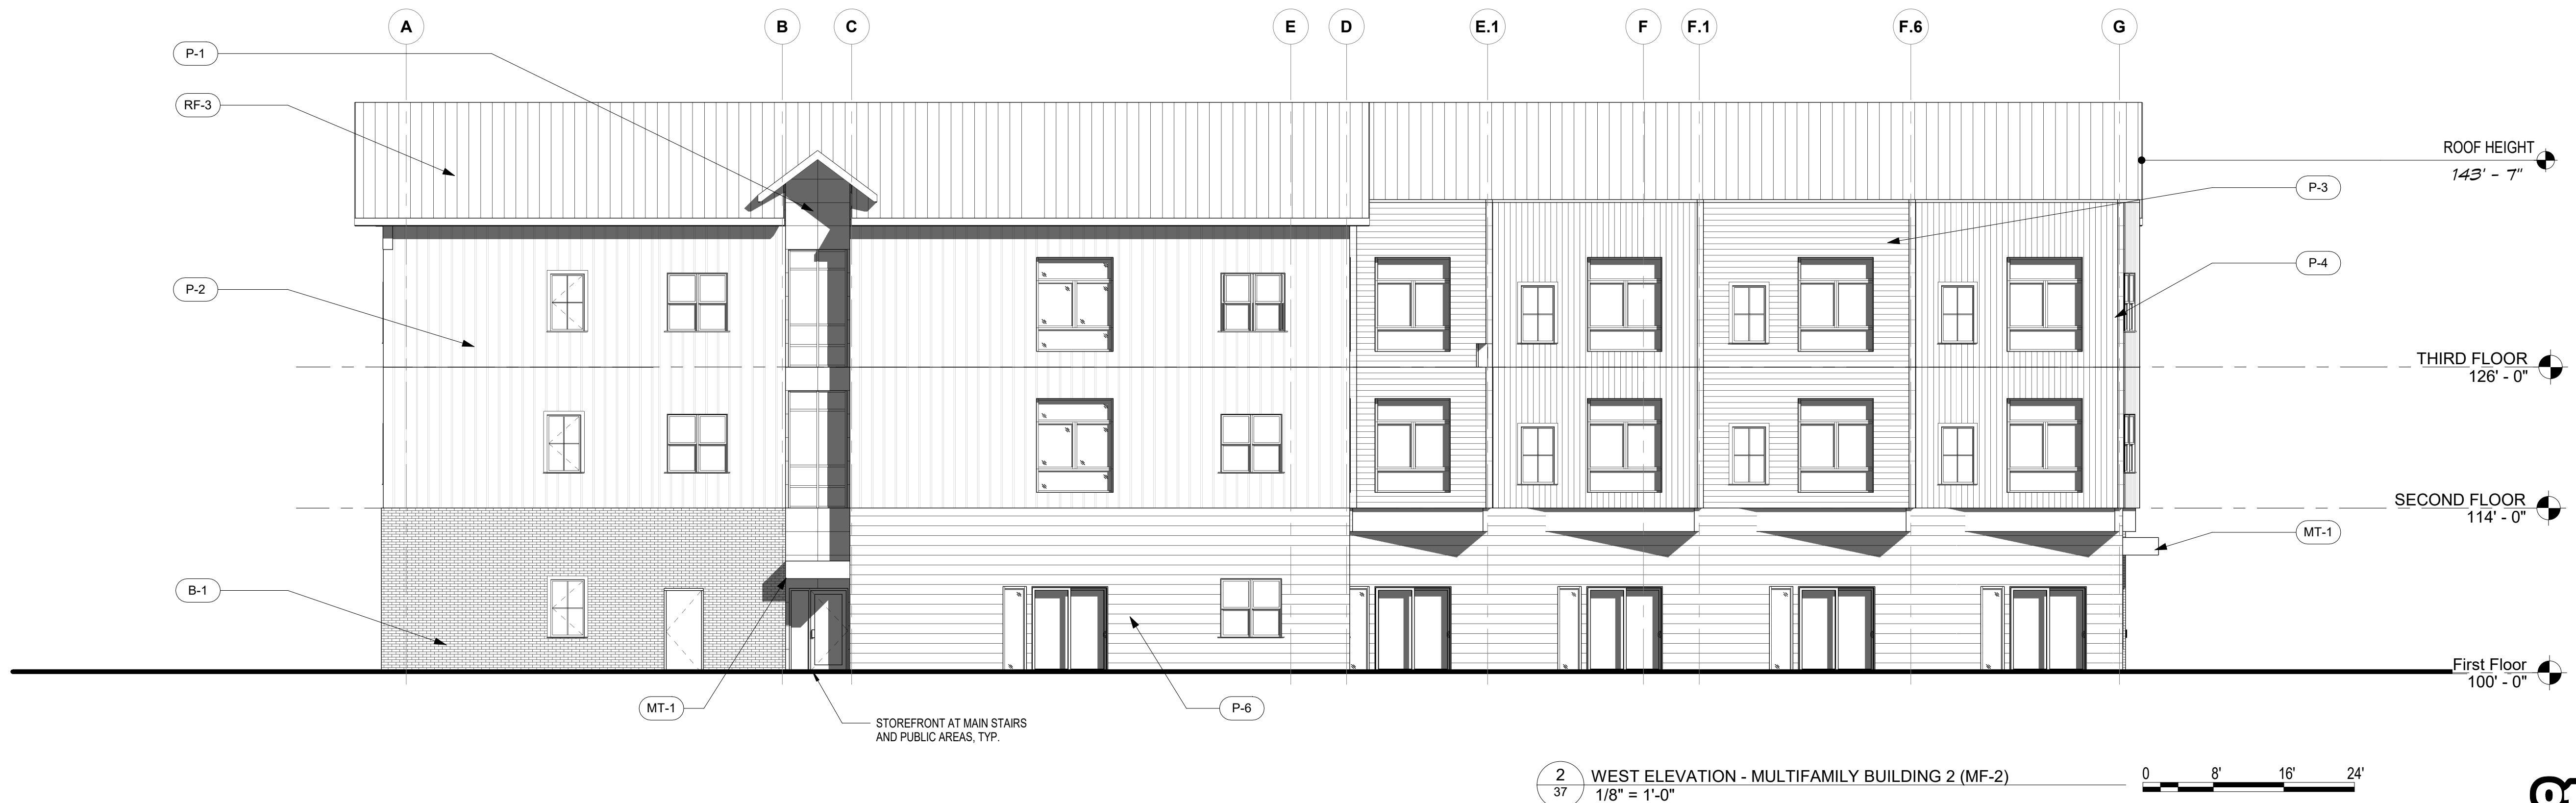 A B C E D E.1 F F.1 F.6 G
P-1
RF-3
ROOF HEIGHT
143' - 7"
P-3
P-4
P-2
THIRD FLOOR
126' - 0"
SECOND FLOOR
114' - 0"
MT-1
B-1
First Floor
100' - 0"
MT-1
P-6
STOREFRONT AT MAIN STAIRS
AND PUBLIC AREAS, TYP.
2
37
WEST ELEVATION - MULTIFAMILY BUILDING 2 (MF-2)
1/8" = 1'-0"
0 8' 16' 24'